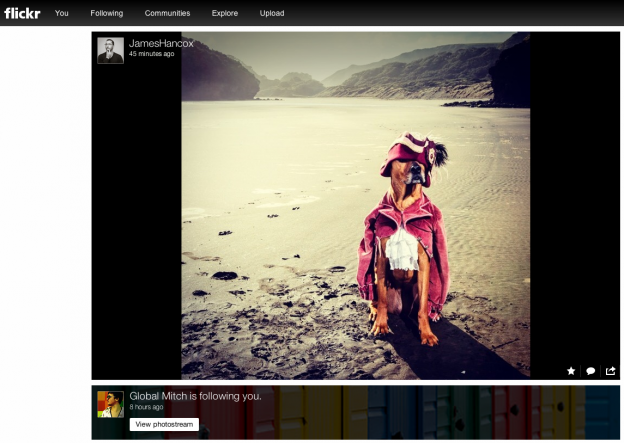 flickr You Following Communities Explore Upload
JamesHancox
45 minutes ago
Global Mitch is following you.
8 hours ago
View photostream